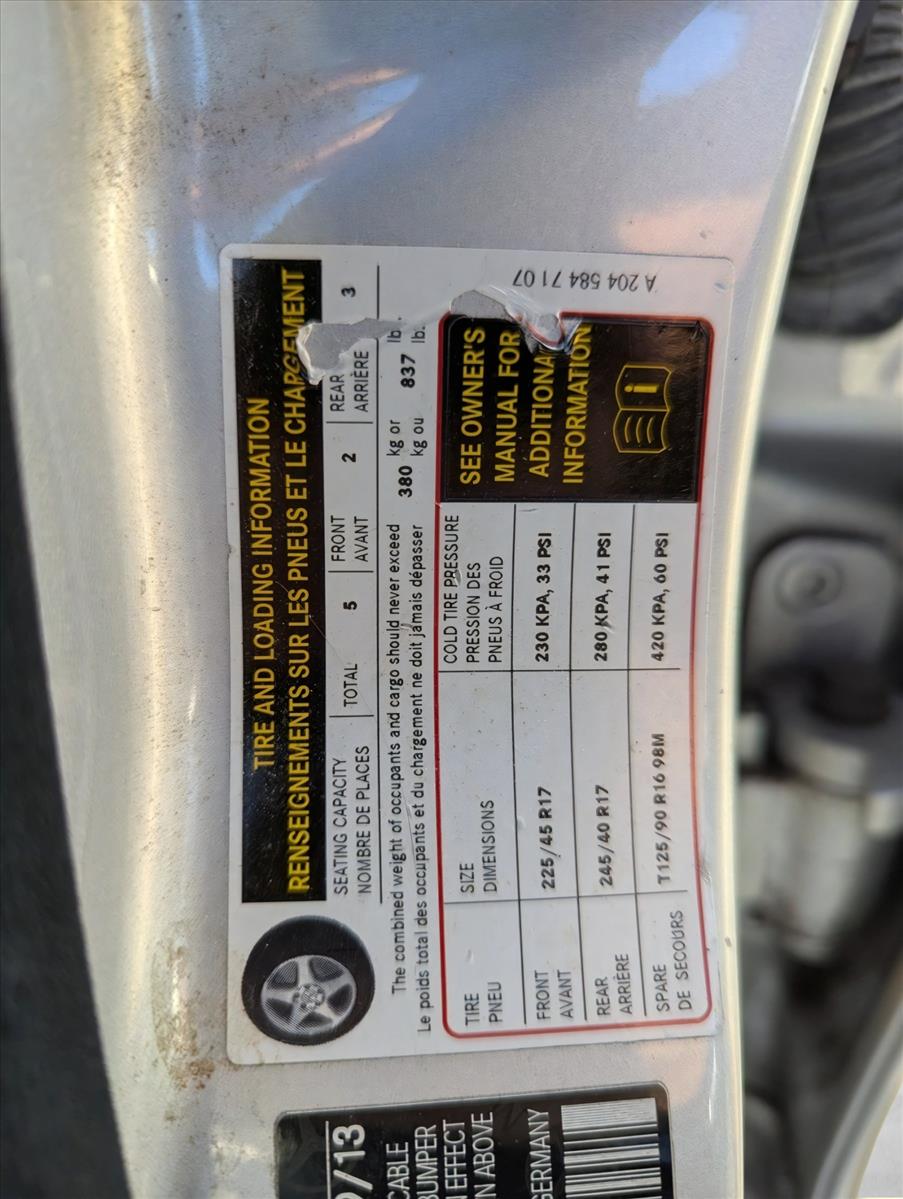 TIRE AND LOADING INFORMATION
RENSEIGNEMENTS SUR LES PNEUS ET LE CHARGEMENT
SEATING CAPACITY TOTAL 5 FRONT 2 REAR 3
NOMBRE DE PLACES AVANT ARRIÈRE
The combined weight of occupants and cargo should never exceed 380 kg or 837 lb.
Le poids total des occupants et du chargement ne doit jamais dépasser kg ou lb.
TIRE SIZE COLD TIRE PRESSURE
PNEU DIMENSIONS PRESSION DES
PNEUS À FROID
FRONT 225/45 R17 230 KPA, 33 PSI
AVANT
REAR 245/40 R17 280 KPA, 41 PSI
ARRIÈRE
SPARE T125/90 R16 98M 420 KPA, 60 PSI
DE SECOURS
SEE OWNER'S
MANUAL FOR
ADDITIONAL
INFORMATION
A 204 584 71 07
/13
CABLE
BUMPER
EFFECT
N ABOVE
GERMANY